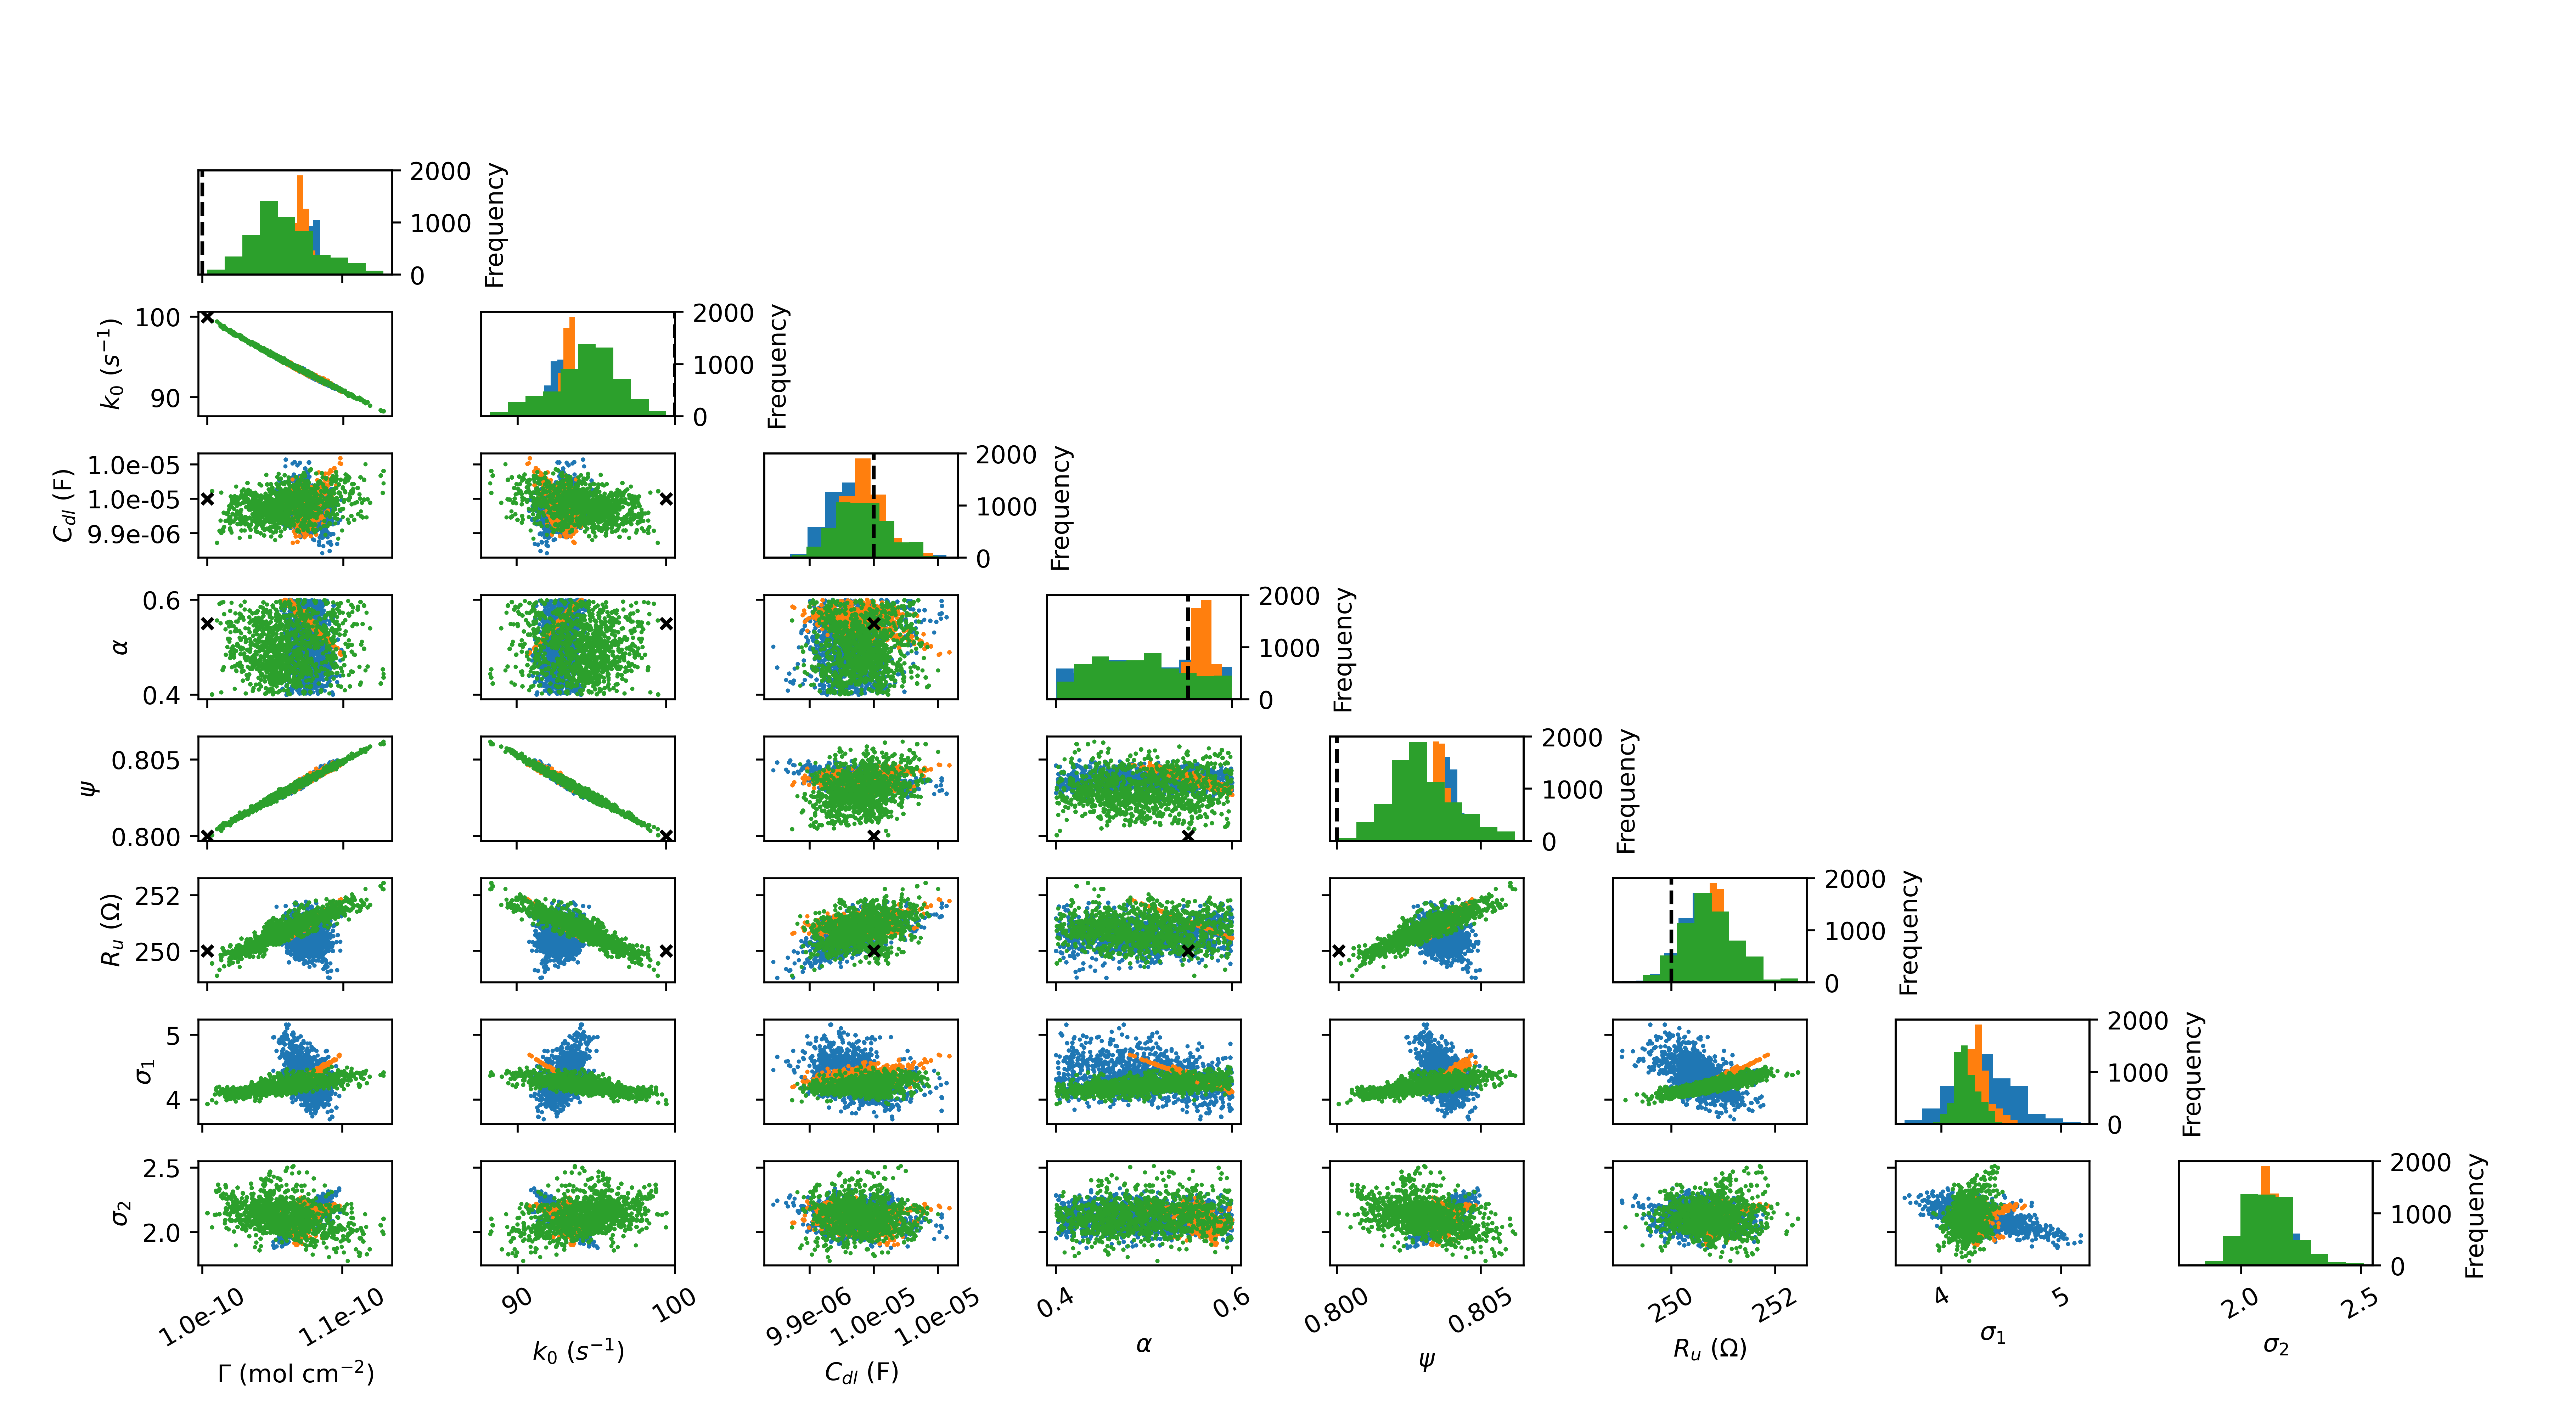 2000
1000
0
Frequency
100
90
k₀ (s⁻¹)
2000
1000
0
Frequency
1.0e-05
1.0e-05
9.9e-06
C_dl (F)
2000
1000
0
Frequency
0.6
0.4
α
2000
1000
0
Frequency
0.805
0.800
ψ
2000
1000
0
Frequency
252
250
R_u (Ω)
2000
1000
0
Frequency
5
4
σ₁
2000
1000
0
Frequency
2.5
2.0
σ₂
2000
1000
0
Frequency
1.0e-10 1.1e-10 90 100 9.9e-06 1.0e-05 1.0e-05 0.4 0.6 0.800 0.805 250 252 4 5 2.0 2.5
Γ (mol cm⁻²) k₀ (s⁻¹) C_dl (F) α ψ R_u (Ω) σ₁ σ₂